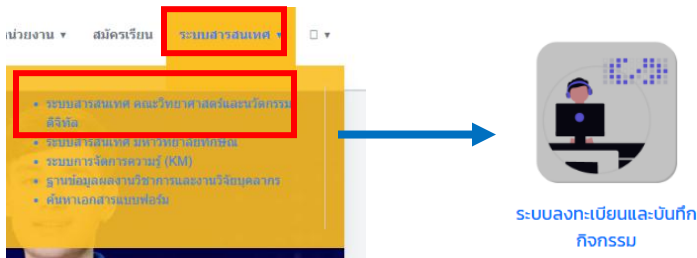 น่วยงาน ▾ สมัครเรียน ระบบสารสนเทศ ▾
• ระบบสารสนเทศ คณะวิทยาศาสตร์และนวัตกรรม
ดิจิทัล
• ระบบสารสนเทศ มหาวิทยาลัยทักษิณ
• ระบบการจัดการความรู้ (KM)
• ฐานข้อมูลผลงานวิชาการและงานวิจัยบุคลากร
• ค้นหาเอกสารแบบฟอร์ม
ระบบลงทะเบียนและบันทึก
กิจกรรม